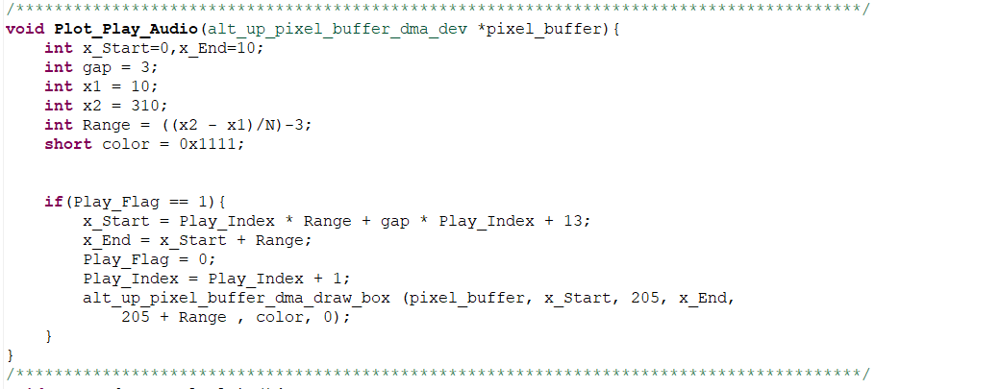 /****************************************************************************************/
void Plot_Play_Audio(alt_up_pixel_buffer_dma_dev *pixel_buffer){
    int x_Start=0,x_End=10;
    int gap = 3;
    int x1 = 10;
    int x2 = 310;
    int Range = ((x2 - x1)/N)-3;
    short color = 0x1111;
    if(Play_Flag == 1){
        x_Start = Play_Index * Range + gap * Play_Index + 13;
        x_End = x_Start + Range;
        Play_Flag = 0;
        Play_Index = Play_Index + 1;
        alt_up_pixel_buffer_dma_draw_box (pixel_buffer, x_Start, 205, x_End,
            205 + Range , color, 0);
    }
}
/****************************************************************************************/